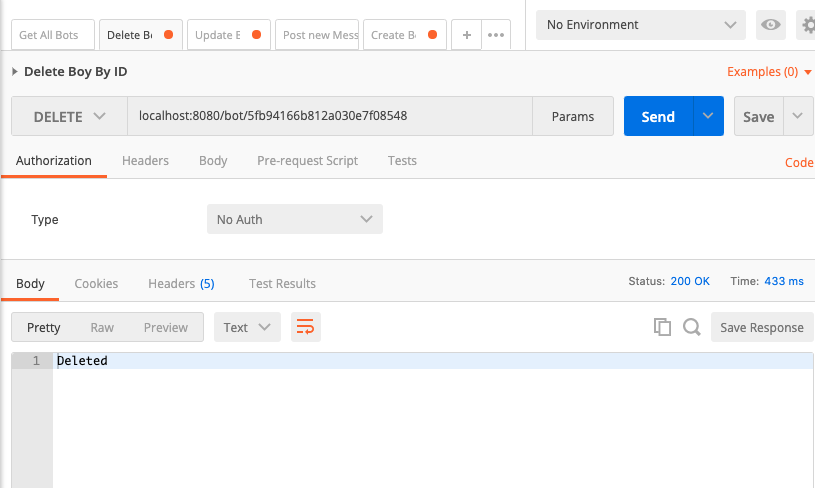 Get All Bots Delete Bo Update E Post new Mess Create Bo + ••• No Environment
Delete Boy By ID Examples (0)
DELETE localhost:8080/bot/5fb94166b812a030e7f08548 Params Send Save
Authorization Headers Body Pre-request Script Tests Code
Type No Auth
Body Cookies Headers (5) Test Results Status: 200 OK Time: 433 ms
Pretty Raw Preview Text Save Response
1 Deleted